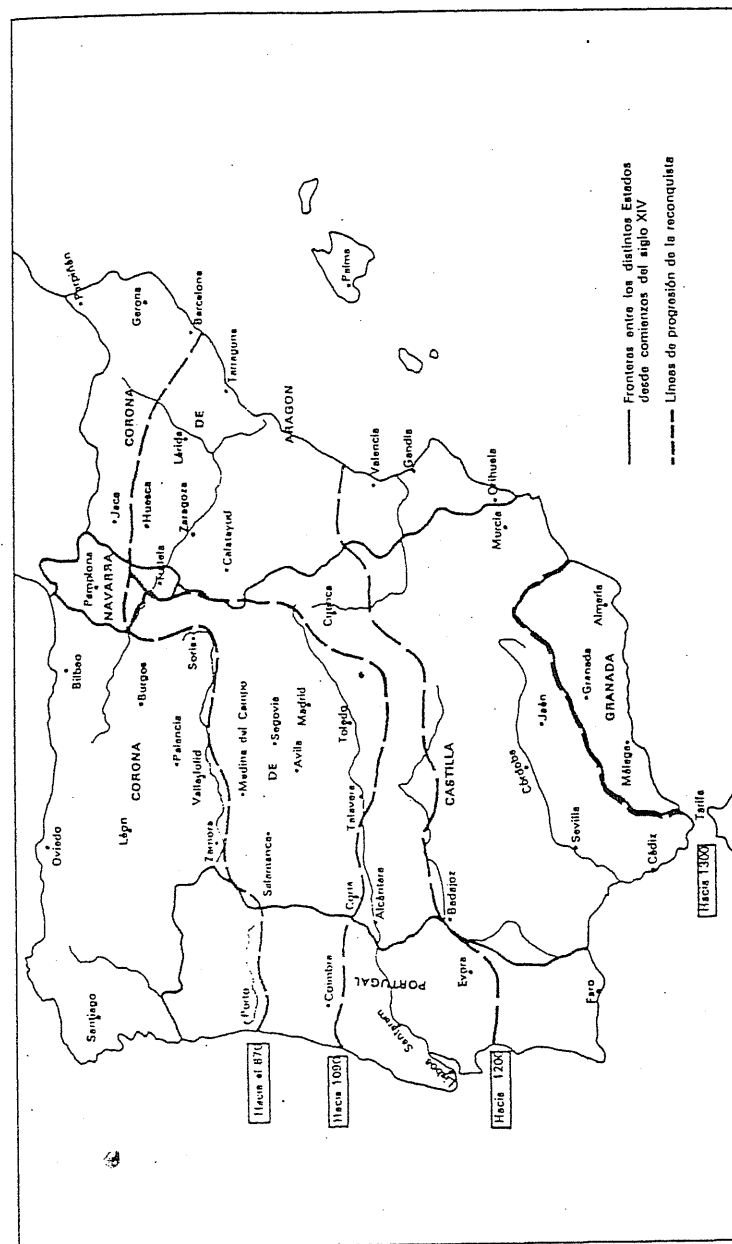 Santiago
Oviedo
León
Bilbao
Burgos
CORONA
Palencia
Valladolid
Zamora
Soria
Medina del Campo
DE
Segovia
Avila
Madrid
Salamanca
Toledo
Talavera
Coria
Alcántara
Cuenca
CASTILLA
Badajoz
Córdoba
Jaén
Sevilla
Cádiz
Tarifa
Málaga
Granada
GRANADA
Almería
Murcia
Pamplona
NAVARRA
Tudela
Jaca
Huesca
Zaragoza
Calatayud
Lárida
CORONA
DE
ARAGON
Perpiñán
Gerona
Barcelona
Tarragona
Valencia
Gandía
Orihuela
Palma
Porto
Coimbra
PORTUGAL
Santarem
Lisboa
Evora
Faro
Hacia el 870
Hacia 1090
Hacia 1200
Hacia 1300
Fronteras entre los distintos Estados
desde comienzos del siglo XIV
Líneas de progresión de la reconquista